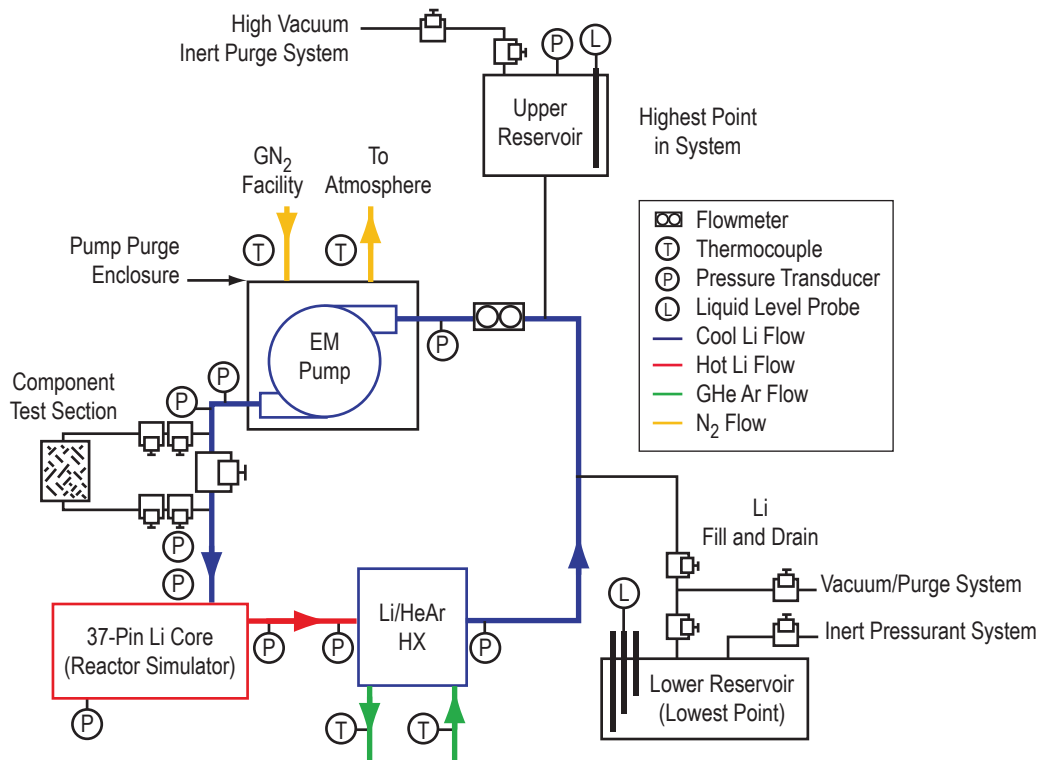 High Vacuum
Inert Purge System
P
L
Upper
Reservoir
Highest Point
in System
GN2
Facility
To
Atmosphere
T
T
Pump Purge
Enclosure
Flowmeter
T Thermocouple
P Pressure Transducer
L Liquid Level Probe
Cool Li Flow
Hot Li Flow
GHe Ar Flow
N2 Flow
EM
Pump
P
P
P
Component
Test Section
P
P
Li
Fill and Drain
Vacuum/Purge System
Inert Pressurant System
L
37-Pin Li Core
(Reactor Simulator)
P
P
P
Li/HeAr
HX
P
Lower Reservoir
(Lowest Point)
T
T